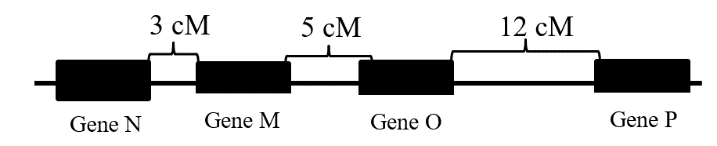 3 cM
5 cM
12 cM
Gene N
Gene M
Gene O
Gene P